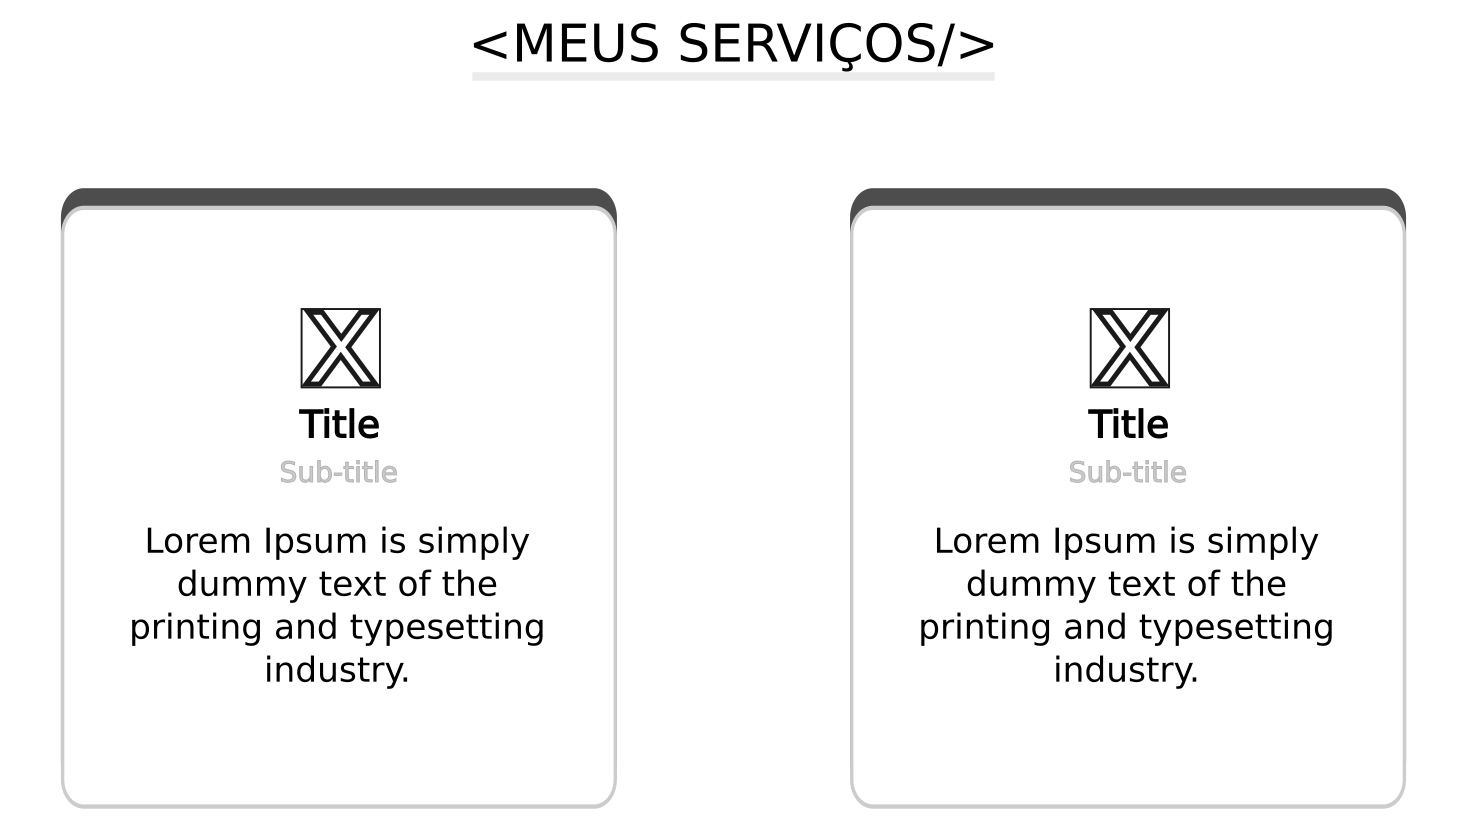 <MEUS SERVIÇOS/>
Title
Sub-title
Lorem Ipsum is simply
dummy text of the
printing and typesetting
industry.
Title
Sub-title
Lorem Ipsum is simply
dummy text of the
printing and typesetting
industry.